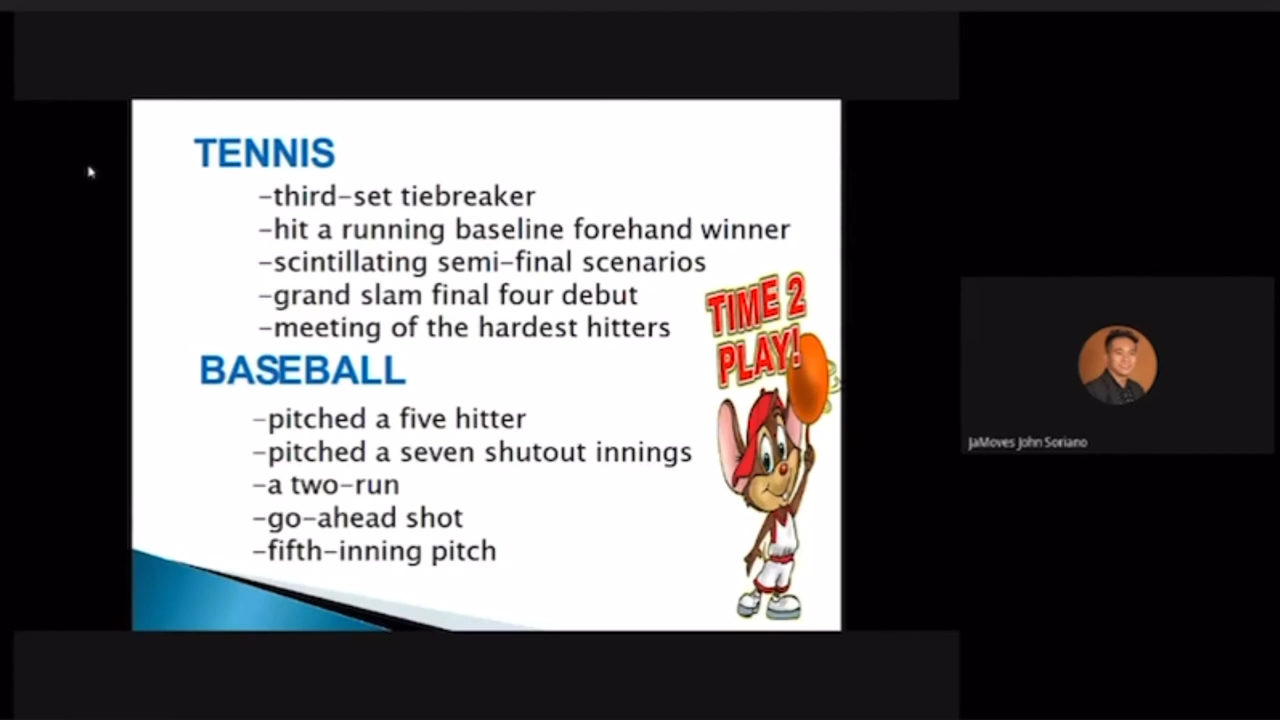 TENNIS
-third-set tiebreaker
-hit a running baseline forehand winner
-scintillating semi-final scenarios
-grand slam final four debut
-meeting of the hardest hitters
TIME 2
PLAY!
BASEBALL
-pitched a five hitter
-pitched a seven shutout innings
-a two-run
-go-ahead shot
-fifth-inning pitch
JaMoves John Soriano